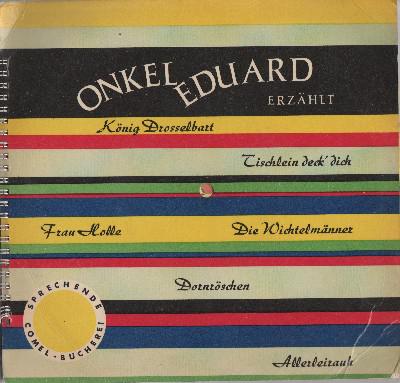 ONKEL
EDUARD
ERZÄHLT
König Drosselbart
Tischlein deck' dich
Frau Holle
Die Wichtelmänner
Dornröschen
SPRECHENDE
COMEL-BÜCHEREI
Allerleirauh